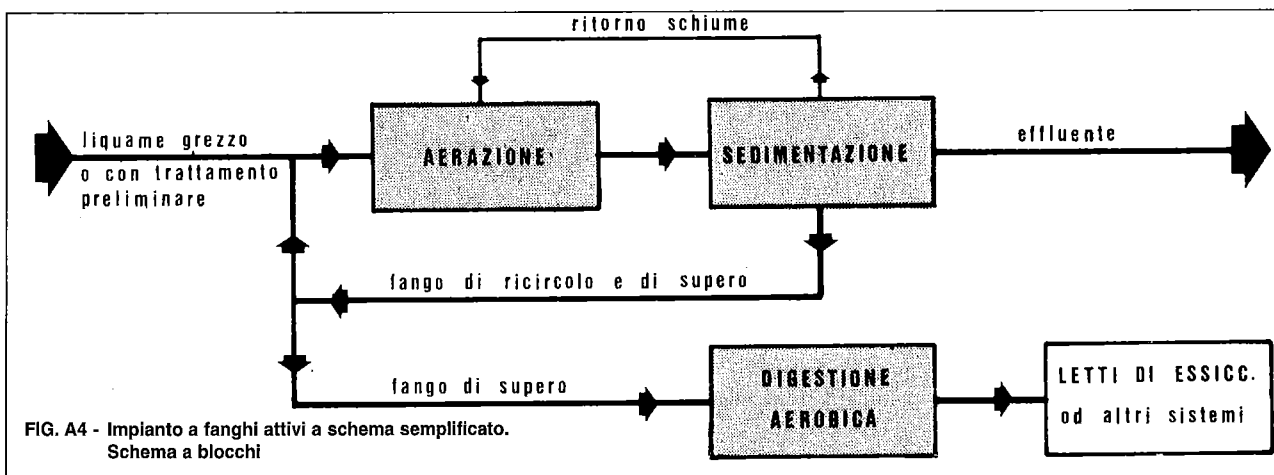 ritorno schiume
liquame grezzo
o con trattamento
preliminare
AERAZIONE
SEDIMENTAZIONE
effluente
fango di ricircolo e di supero
fango di supero
DIGESTIONE
AEROBICA
LETTI DI ESSICC.
od altri sistemi
FIG. A4 - Impianto a fanghi attivi a schema semplificato.
Schema a blocchi